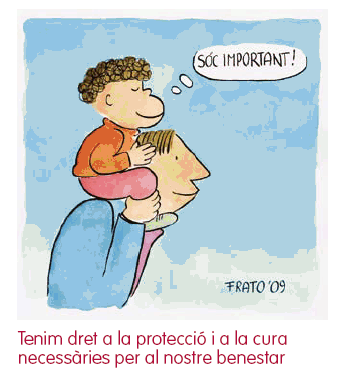 SÓC IMPORTANT!
FRATO '09
Tenim dret a la protecció i a la cura
necessàries per al nostre benestar